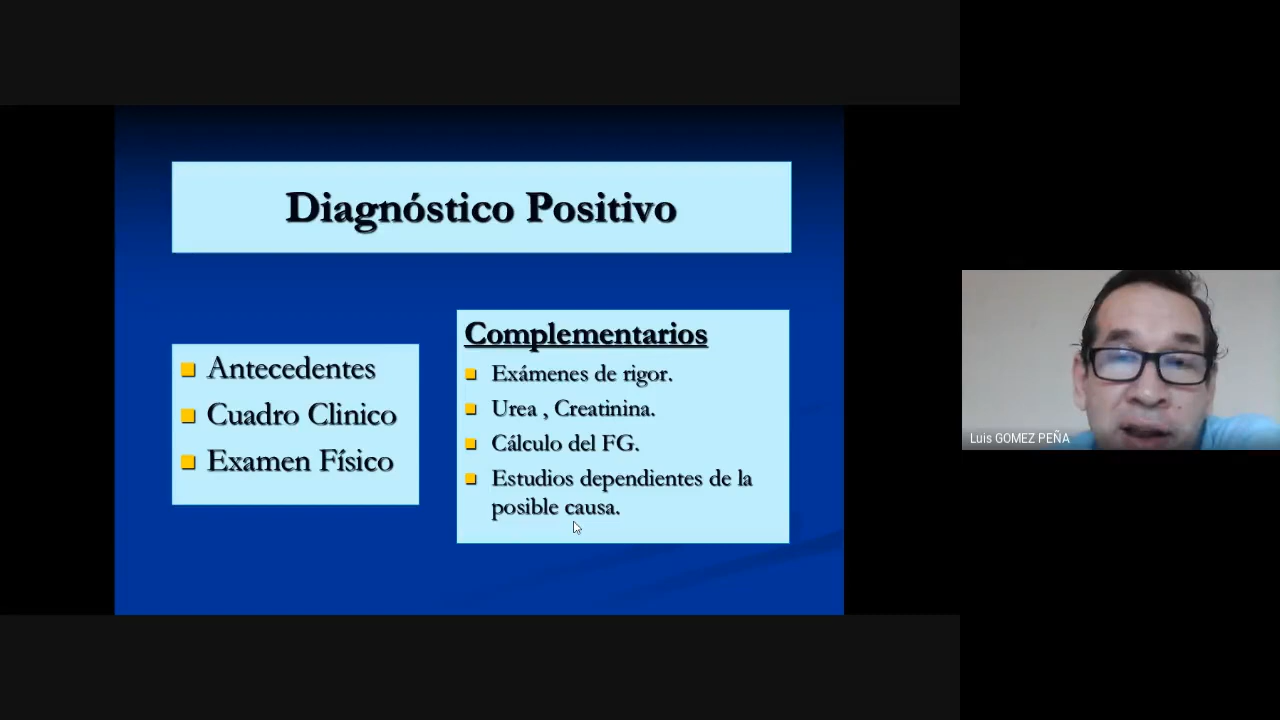 Diagnóstico Positivo
Antecedentes
Cuadro Clinico
Examen Físico
Complementarios
Exámenes de rigor.
Urea , Creatinina.
Cálculo del FG.
Estudios dependientes de la
posible causa.
Luis GOMEZ PEÑA